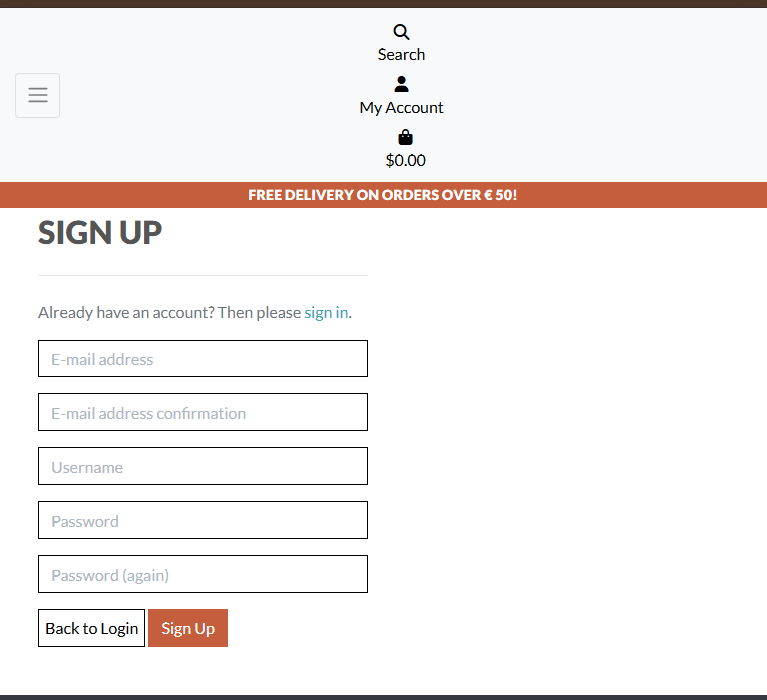 Search
My Account
$0.00
FREE DELIVERY ON ORDERS OVER € 50!
SIGN UP
Already have an account? Then please sign in.
E-mail address
E-mail address confirmation
Username
Password
Password (again)
Back to Login Sign Up